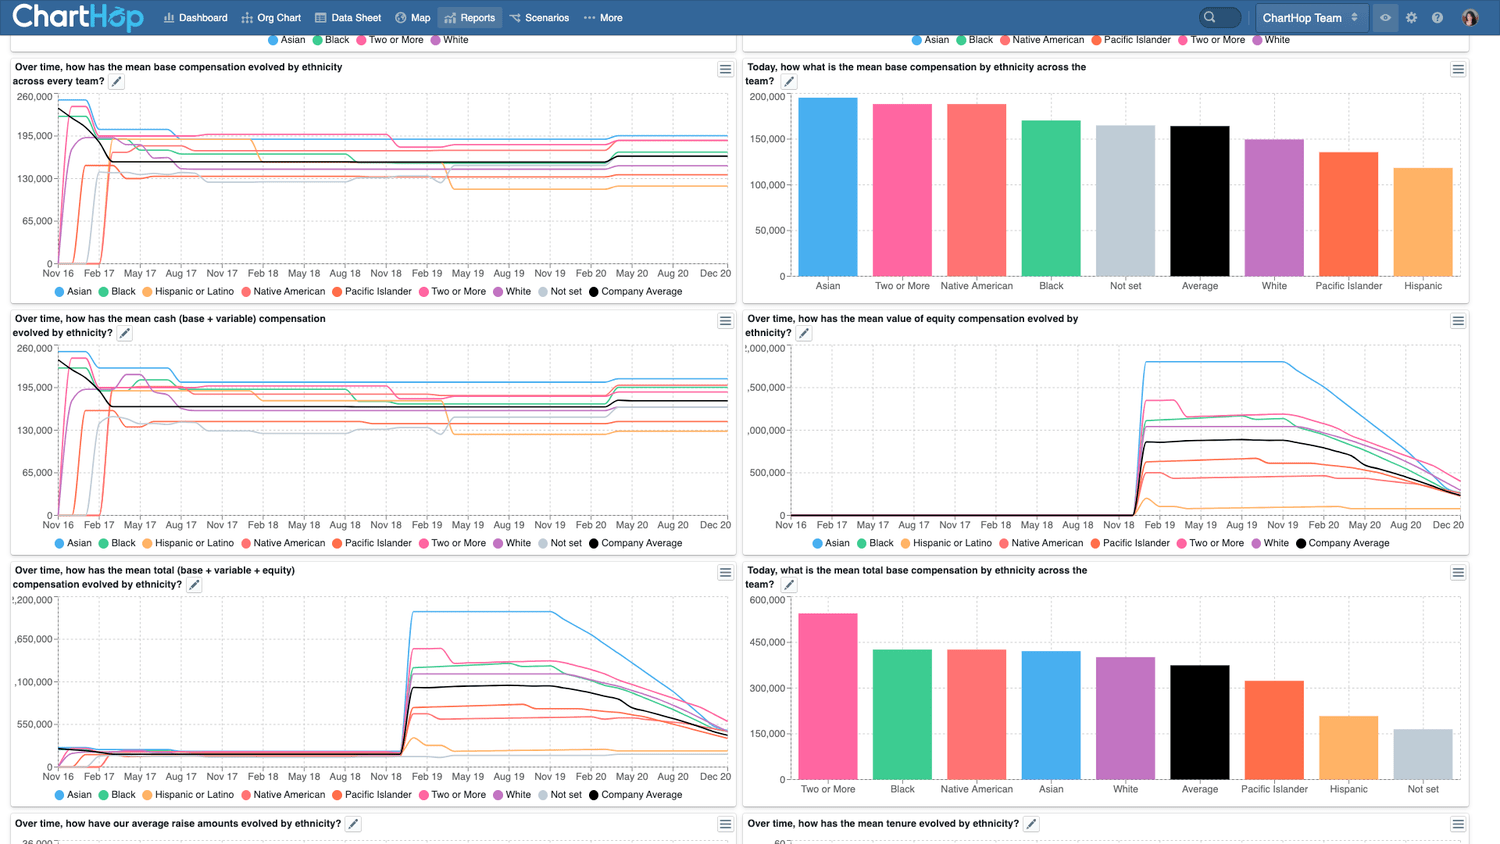 ChartHop
Dashboard
Org Chart
Data Sheet
Map
Reports
Scenarios
More
ChartHop Team
Asian Black Two or More White
Asian Black Native American Pacific Islander Two or More White
Over time, how has the mean base compensation evolved by ethnicity
across every team?
260,000
195,000
130,000
65,000
0
Nov 16 Feb 17 May 17 Aug 17 Nov 17 Feb 18 May 18 Aug 18 Nov 18 Feb 19 May 19 Aug 19 Nov 19 Feb 20 May 20 Aug 20 Dec 20
Asian Black Hispanic or Latino Native American Pacific Islander Two or More White Not set Company Average
Today, how what is the mean base compensation by ethnicity across the
team?
200,000
150,000
100,000
50,000
0
Asian Two or More Native American Black Not set Average White Pacific Islander Hispanic
Over time, how has the mean cash (base + variable) compensation
evolved by ethnicity?
260,000
195,000
130,000
65,000
0
Nov 16 Feb 17 May 17 Aug 17 Nov 17 Feb 18 May 18 Aug 18 Nov 18 Feb 19 May 19 Aug 19 Nov 19 Feb 20 May 20 Aug 20 Dec 20
Asian Black Hispanic or Latino Native American Pacific Islander Two or More White Not set Company Average
Over time, how has the mean value of equity compensation evolved by
ethnicity?
2,000,000
,500,000
,000,000
500,000
0
Nov 16 Feb 17 May 17 Aug 17 Nov 17 Feb 18 May 18 Aug 18 Nov 18 Feb 19 May 19 Aug 19 Nov 19 Feb 20 May 20 Aug 20 Dec 20
Asian Black Hispanic or Latino Native American Pacific Islander Two or More White Company Average
Over time, how has the mean total (base + variable + equity)
compensation evolved by ethnicity?
2,200,000
,650,000
,100,000
550,000
0
Nov 16 Feb 17 May 17 Aug 17 Nov 17 Feb 18 May 18 Aug 18 Nov 18 Feb 19 May 19 Aug 19 Nov 19 Feb 20 May 20 Aug 20 Dec 20
Asian Black Hispanic or Latino Native American Pacific Islander Two or More White Not set Company Average
Today, what is the mean total base compensation by ethnicity across the
team?
600,000
450,000
300,000
150,000
0
Two or More Black Native American Asian White Average Pacific Islander Hispanic Not set
Over time, how have our average raise amounts evolved by ethnicity?
36,000
Over time, how has the mean tenure evolved by ethnicity?
60